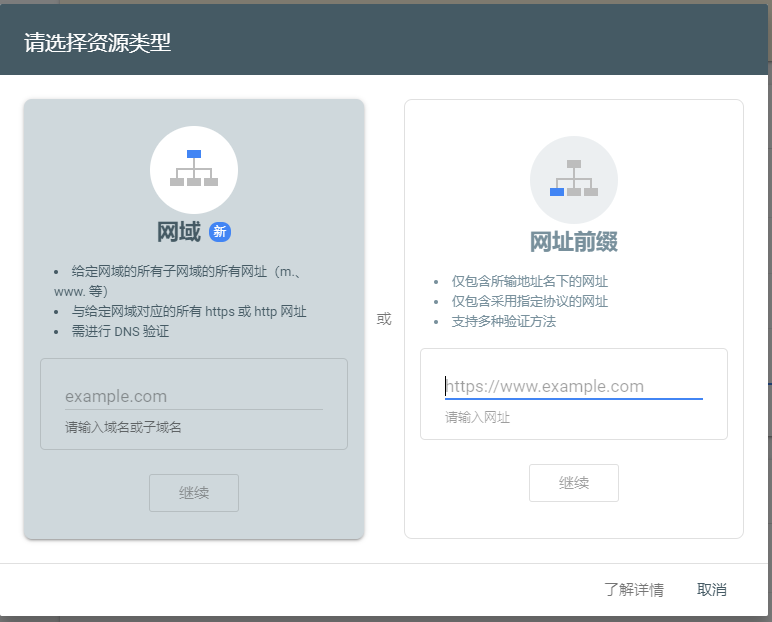 请选择资源类型
网域 新
• 给定网域的所有子网域的所有网址（m.、
www. 等）
• 与给定网域对应的所有 https 或 http 网址
• 需进行 DNS 验证
example.com
请输入域名或子域名
继续
或
网址前缀
• 仅包含所输地址名下的网址
• 仅包含采用指定协议的网址
• 支持多种验证方法
https://www.example.com
请输入网址
继续
了解详情 取消